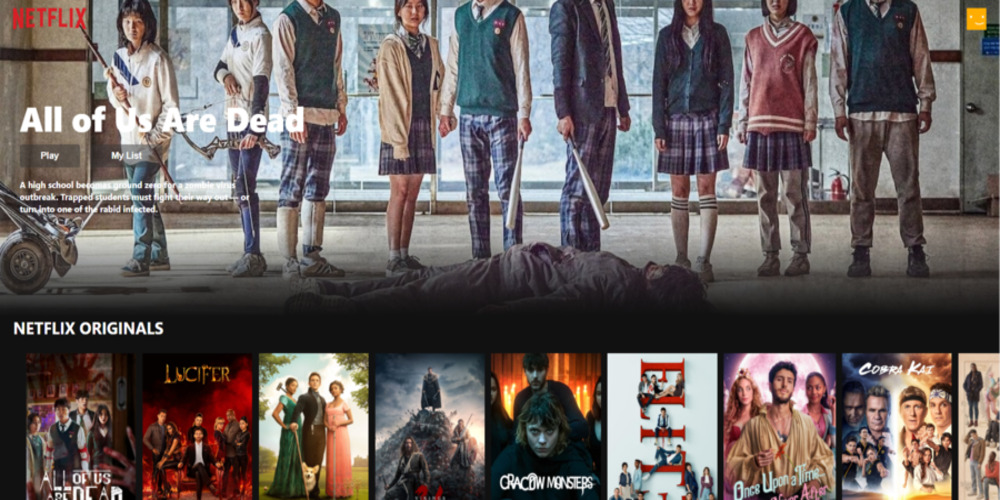 NETFLIX
All of Us Are Dead
Play
My List
A high school becomes ground zero for a zombie virus
outbreak. Trapped students must fight their way out — or
turn into one of the rabid infected.
NETFLIX ORIGINALS
ALL OF US
ARE DEAD
LUCIFER
CRACOW MONSTERS
ELITE
Once Upon a Time
COBRA KAI